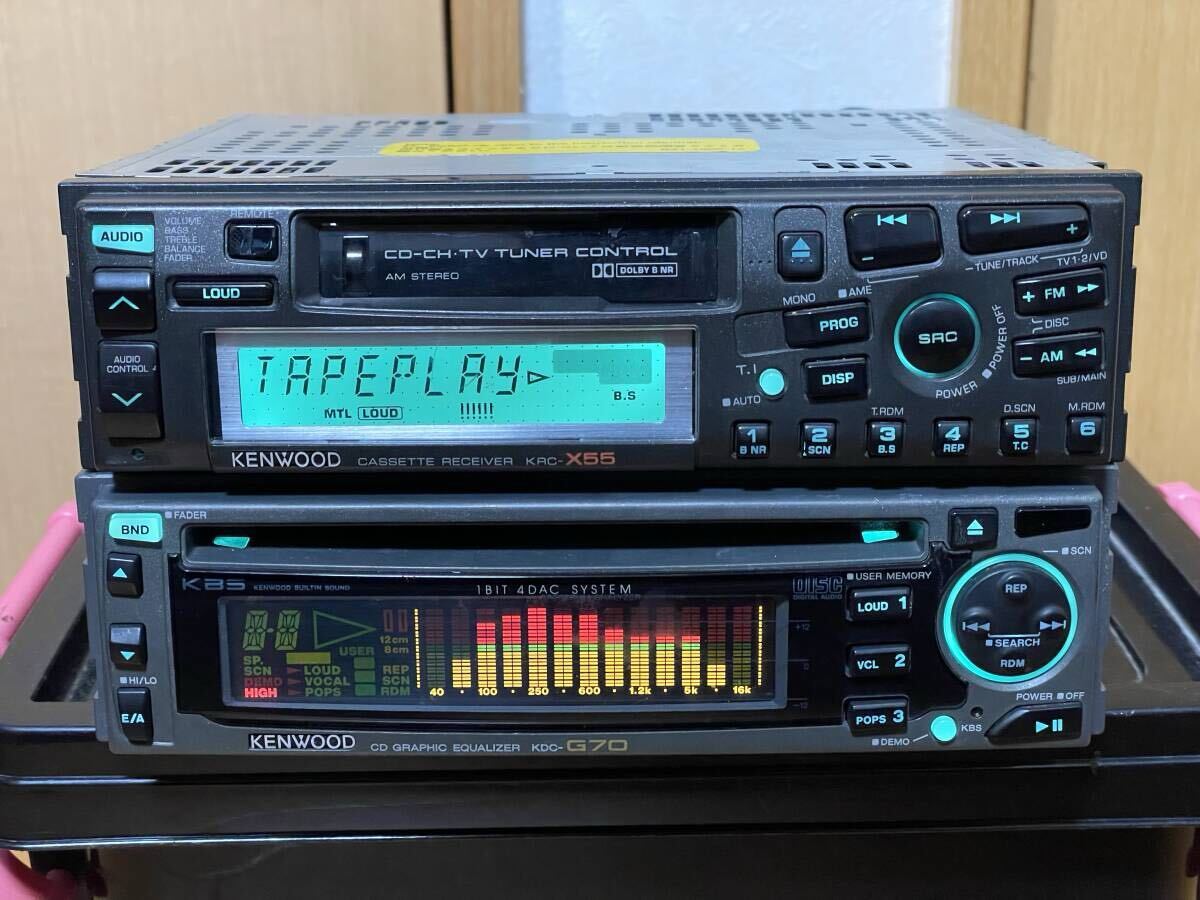 AUDIO
VOLUME
BASS
TREBLE
BALANCE
FADER
REMOTE
LOUD
CD-CH·TV TUNER CONTROL
AM STEREO
DOLBY B NR
AUDIO
CONTROL
TAPEPLAY
B.S
MTL LOUD
KENWOOD CASSETTE RECEIVER KRC-X55
+
−
TUNE/TRACK TV1·2/VD
MONO AME
PROG
SRC
POWER OFF
POWER
+ FM
DISC
− AM
SUB/MAIN
T.I
AUTO
DISP
T.RDM D.SCN M.RDM
1 2 3 4 5 6
B NR SCN B.S REP T.C
BND FADER
KBS KENWOOD BUILTIN SOUND
1BIT 4DAC SYSTEM
DISC
DIGITAL AUDIO
12cm
8cm
USER
SP.
SCN LOUD REP
DEMO VOCAL SCN
HIGH POPS RDM
40 · 100 · 250 · 600 · 1.2k · 5k · 16k
+12
0
−12
HI/LO
E/A
KENWOOD CD GRAPHIC EQUALIZER KDC-G70
USER MEMORY
LOUD 1
VCL 2
POPS 3
DEMO
KBS
SCN
REP
SEARCH
RDM
POWER OFF